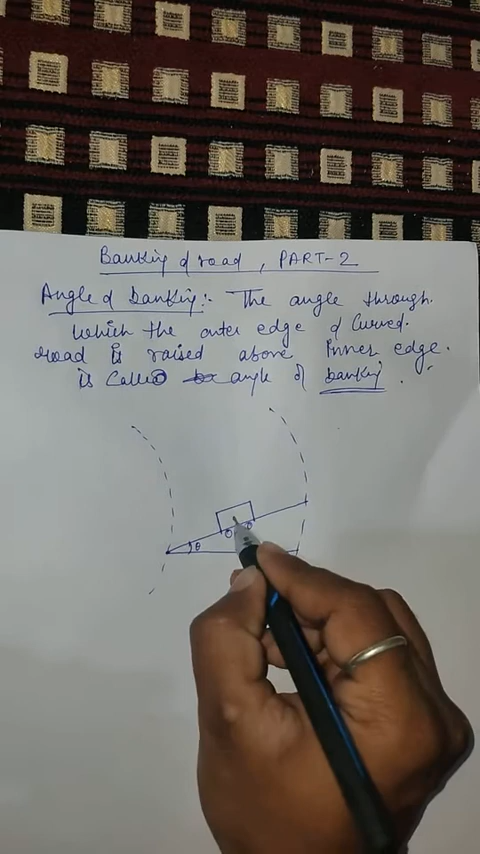 Banking of road, PART-2
Angle of banking:- The angle through
which the outer edge of curved
road is raised above inner edge.
is called angle of banking.
θ